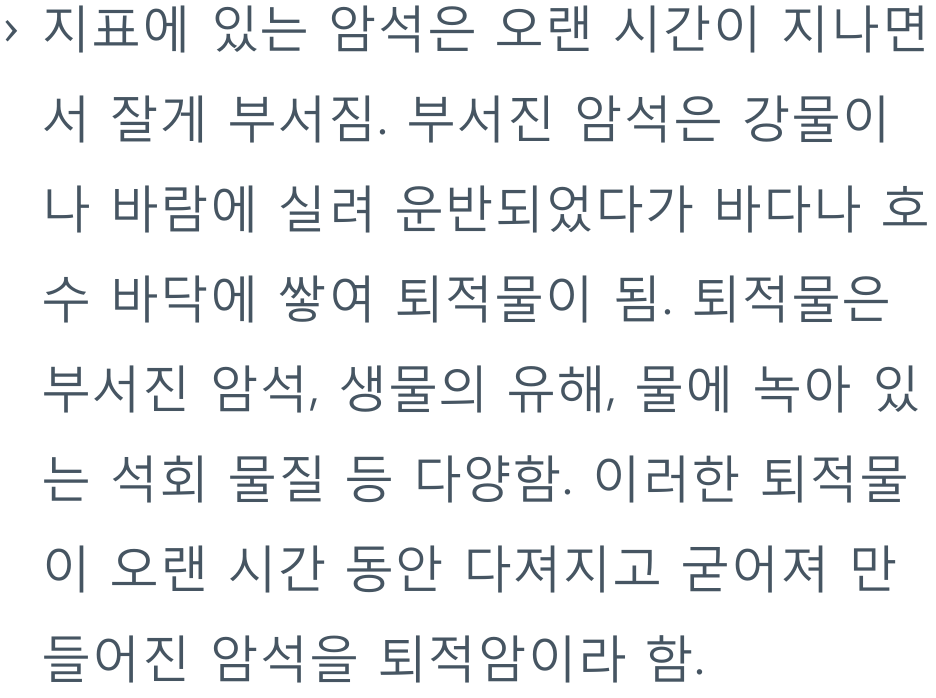 › 지표에 있는 암석은 오랜 시간이 지나면
서 잘게 부서짐. 부서진 암석은 강물이
나 바람에 실려 운반되었다가 바다나 호
수 바닥에 쌓여 퇴적물이 됨. 퇴적물은
부서진 암석, 생물의 유해, 물에 녹아 있
는 석회 물질 등 다양함. 이러한 퇴적물
이 오랜 시간 동안 다져지고 굳어져 만
들어진 암석을 퇴적암이라 함.